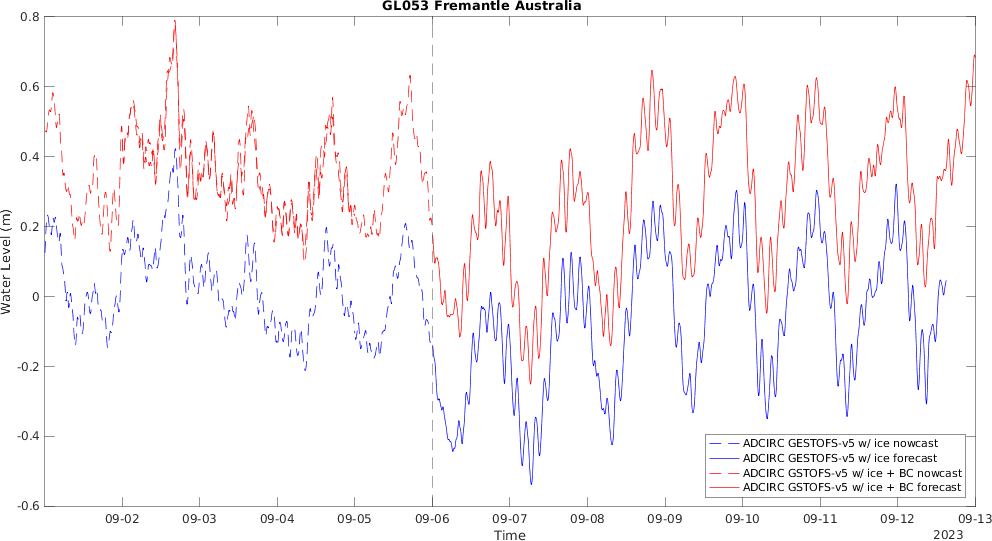 GL053 Fremantle Australia
0.8
0.6
0.4
0.2
0
-0.2
-0.4
-0.6
Water Level (m)
ADCIRC GESTOFS-v5 w/ ice nowcast
ADCIRC GESTOFS-v5 w/ ice forecast
ADCIRC GSTOFS-v5 w/ ice + BC nowcast
ADCIRC GSTOFS-v5 w/ ice + BC forecast
09-02 09-03 09-04 09-05 09-06 09-07 09-08 09-09 09-10 09-11 09-12 09-13
Time
2023